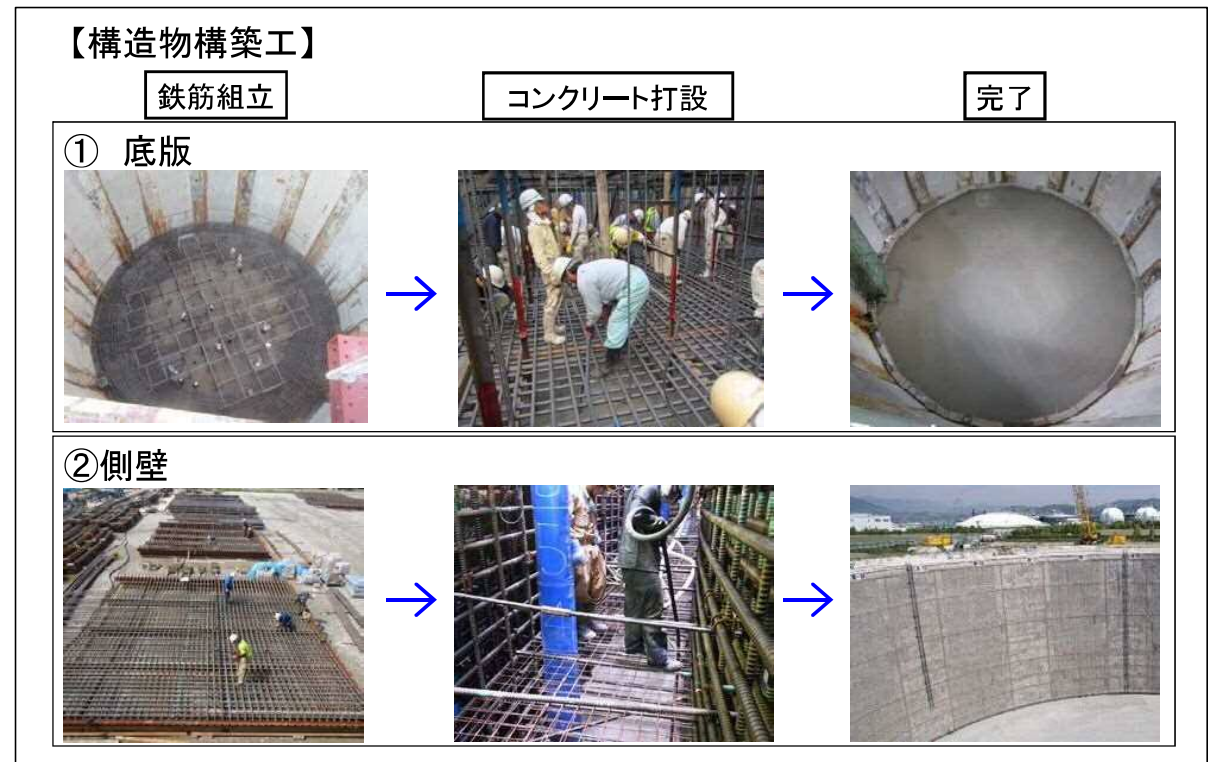 【構造物構築工】
鉄筋組立
コンクリート打設
完了
① 底版
②側壁